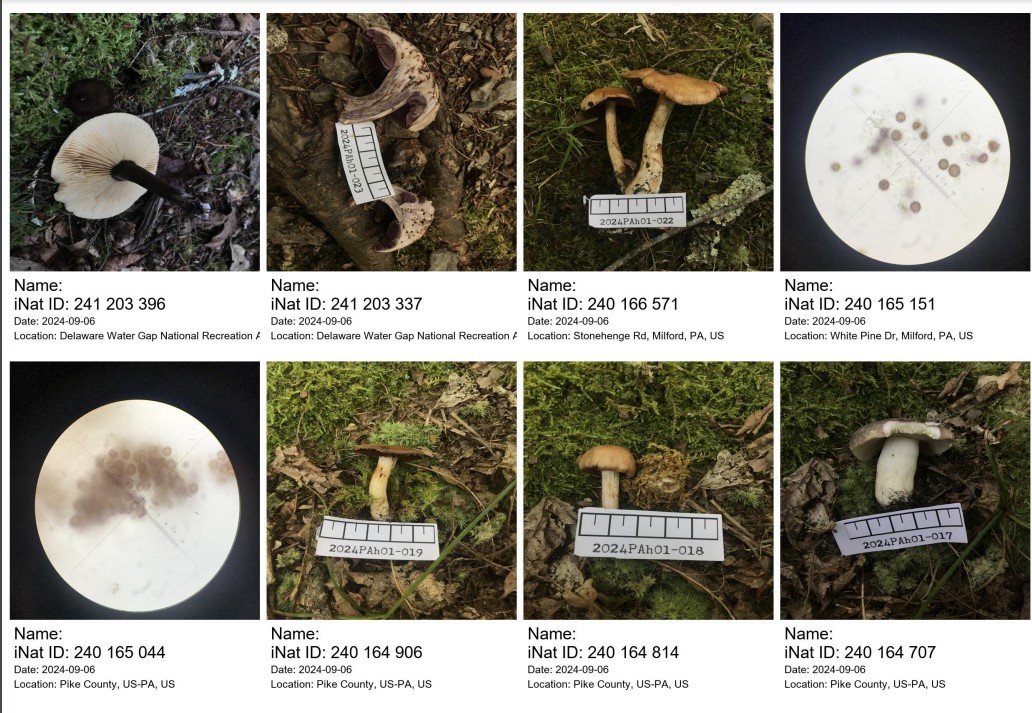 2024PAh01-023
2024PAh01-022
Name:
iNat ID: 241 203 396
Date: 2024-09-06
Location: Delaware Water Gap National Recreation A
Name:
iNat ID: 241 203 337
Date: 2024-09-06
Location: Delaware Water Gap National Recreation A
Name:
iNat ID: 240 166 571
Date: 2024-09-06
Location: Stonehenge Rd, Milford, PA, US
Name:
iNat ID: 240 165 151
Date: 2024-09-06
Location: White Pine Dr, Milford, PA, US
2024PAh01-019
2024PAh01-018
2024PAh01-017
Name:
iNat ID: 240 165 044
Date: 2024-09-06
Location: Pike County, US-PA, US
Name:
iNat ID: 240 164 906
Date: 2024-09-06
Location: Pike County, US-PA, US
Name:
iNat ID: 240 164 814
Date: 2024-09-06
Location: Pike County, US-PA, US
Name:
iNat ID: 240 164 707
Date: 2024-09-06
Location: Pike County, US-PA, US